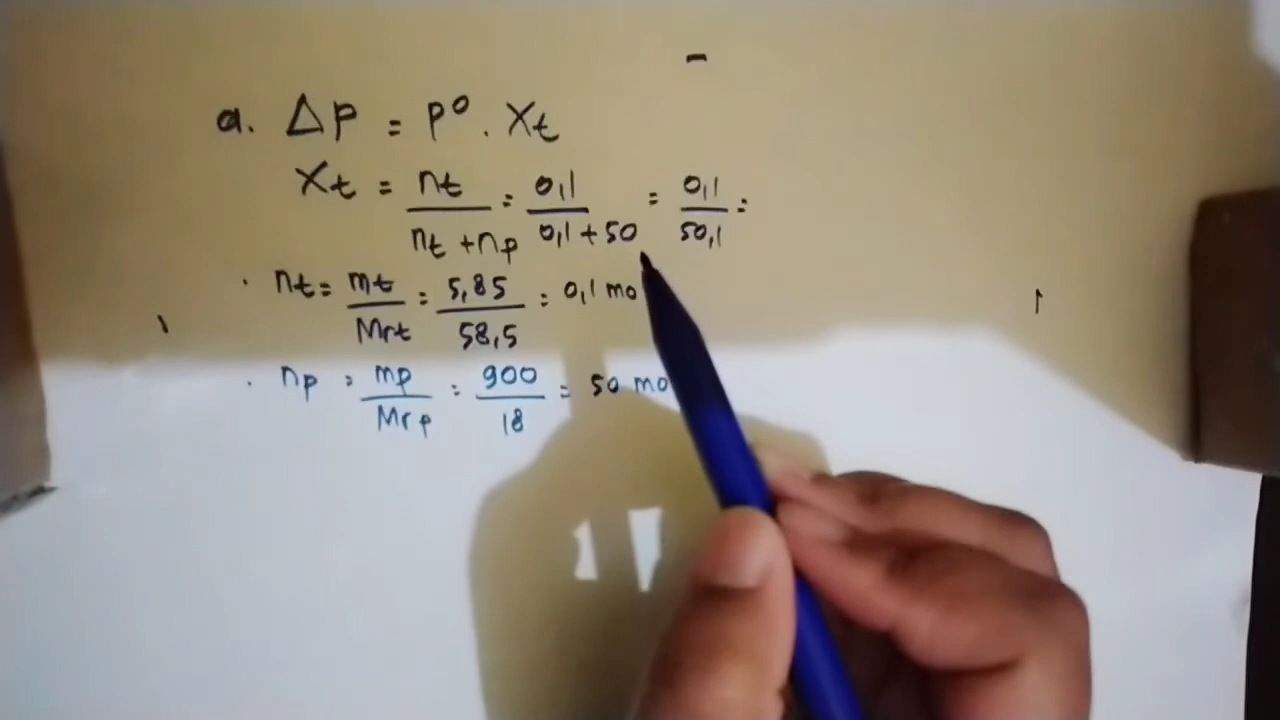 a. ΔP = P° . Xt
Xt = nt / nt + np = 0,1 / 0,1 + 50 = 0,1 / 50,1 =
. nt = mt / Mrt = 5,85 / 58,5 = 0,1 mo
. np = mp / Mrp = 900 / 18 = 50 mo